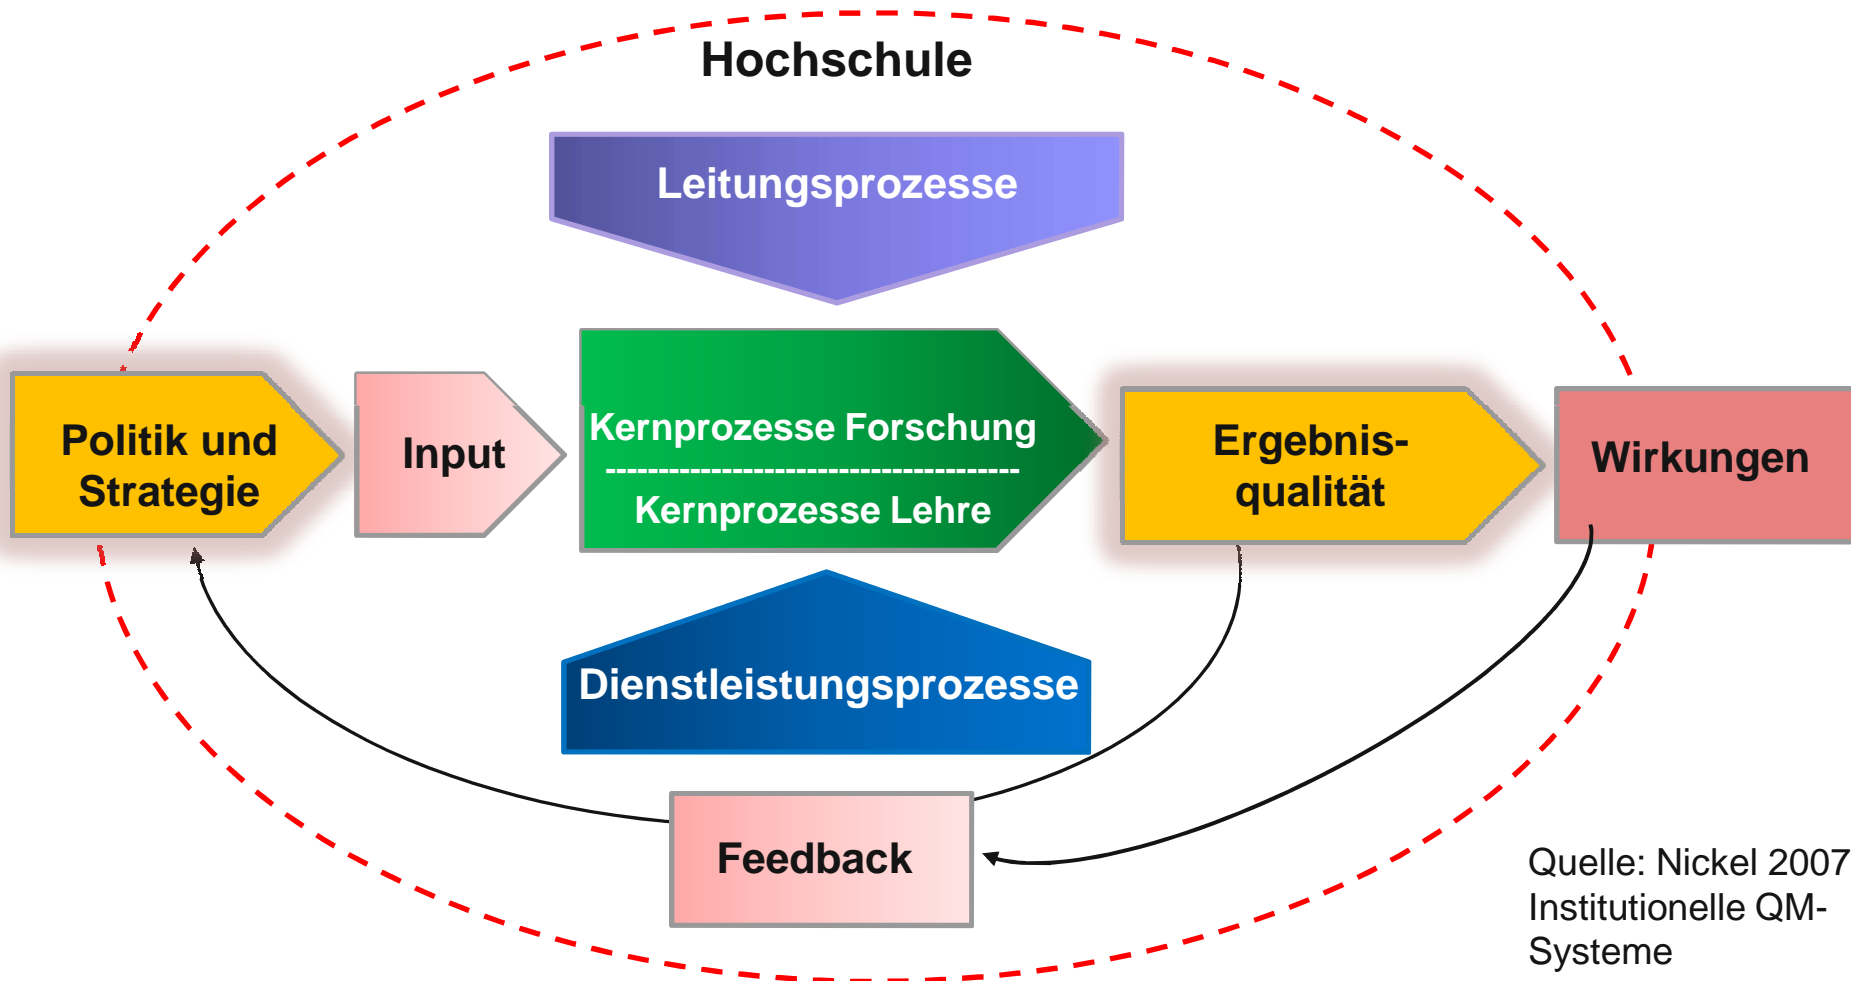 Hochschule
Leitungsprozesse
Politik und
Strategie
Input
Kernprozesse Forschung
---------------------------------------
Kernprozesse Lehre
Ergebnis-
qualität
Wirkungen
Dienstleistungsprozesse
Feedback
Quelle: Nickel 2007
Institutionelle QM-
Systeme